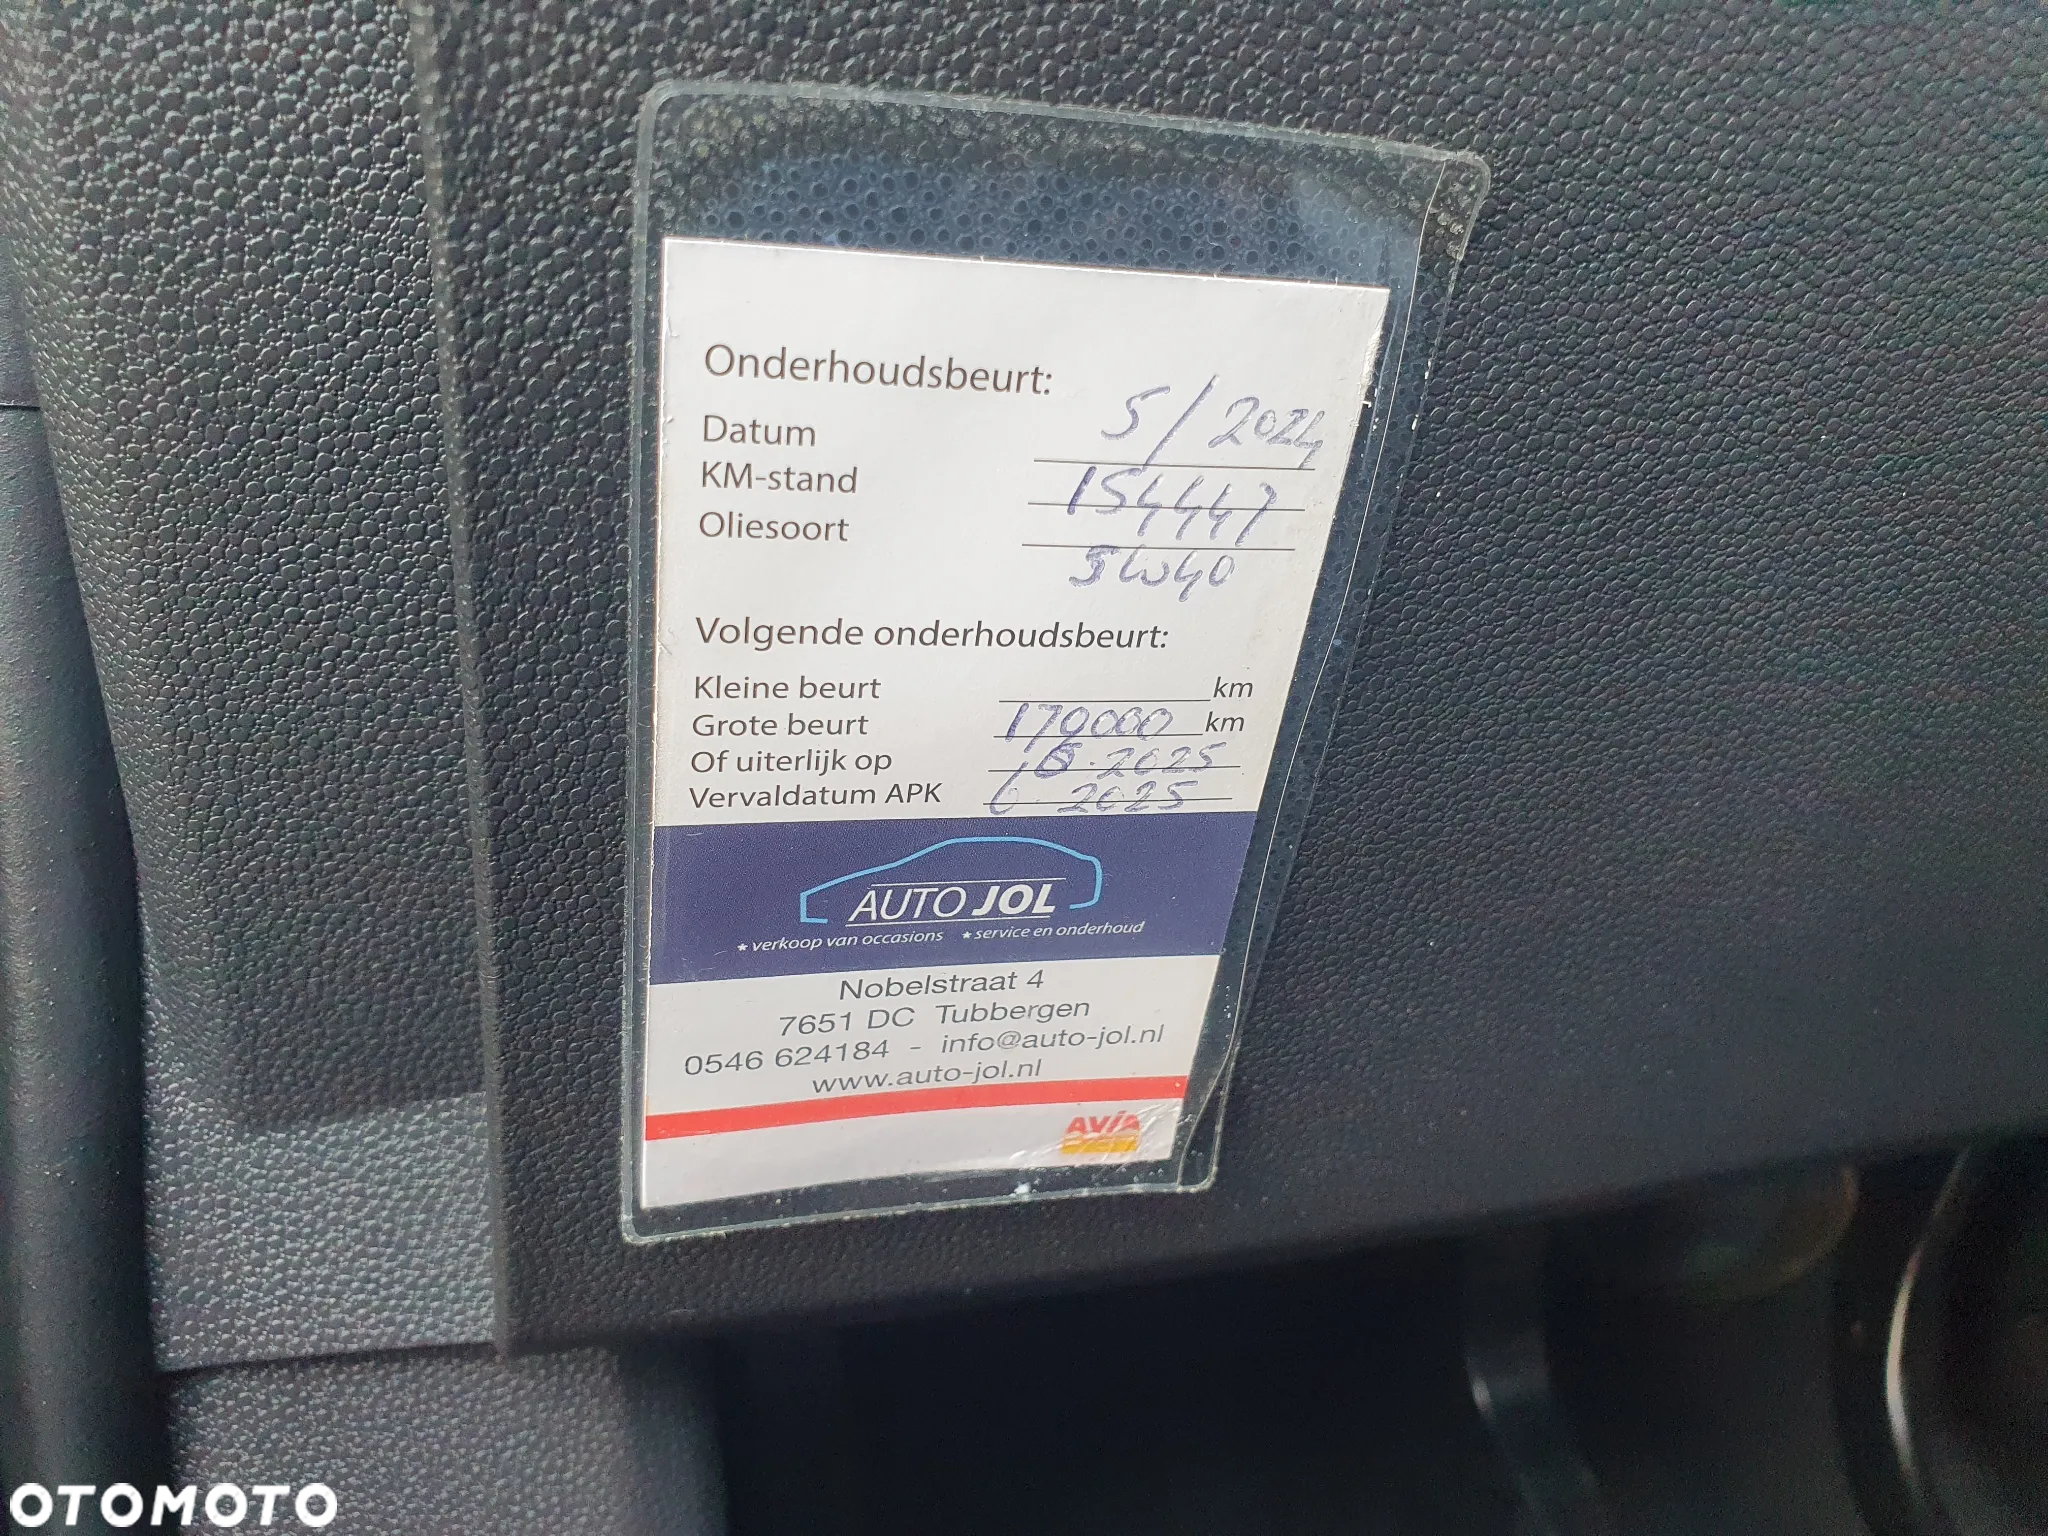 Onderhoudsbeurt:
Datum 5/2024
KM-stand 154447
Oliesoort 5W40
Volgende onderhoudsbeurt:
Kleine beurt km
Grote beurt 170000 km
Of uiterlijk op 2025
Vervaldatum APK 6 2025
AUTO JOL
★ verkoop van occasions ★ service en onderhoud
Nobelstraat 4
7651 DC Tubbergen
0546 624184 - info@auto-jol.nl
www.auto-jol.nl
AVIA
OTOMOTO